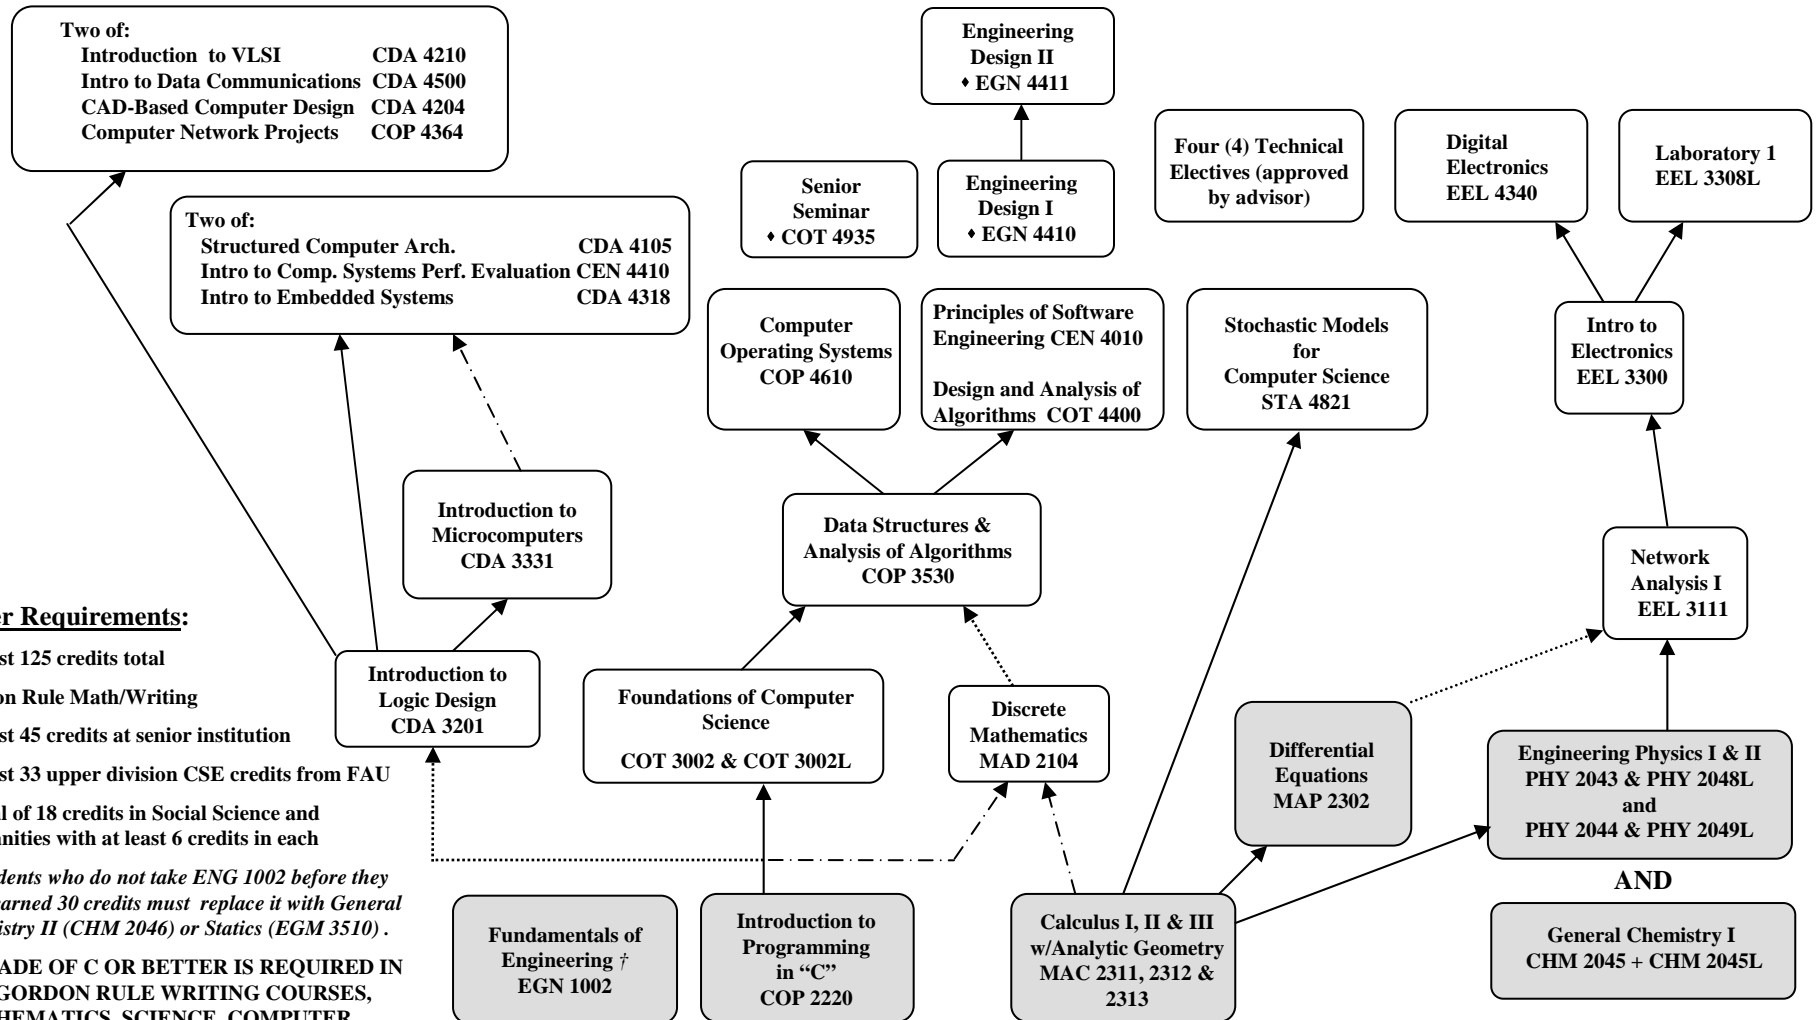 Two of:
Introduction to VLSI CDA 4210
Intro to Data Communications CDA 4500
CAD-Based Computer Design CDA 4204
Computer Network Projects COP 4364
Engineering
Design II
♦ EGN 4411
Two of:
Structured Computer Arch. CDA 4105
Intro to Comp. Systems Perf. Evaluation CEN 4410
Intro to Embedded Systems CDA 4318
Senior
Seminar
♦ COT 4935
Engineering
Design I
♦ EGN 4410
Four (4) Technical
Electives (approved
by advisor)
Digital
Electronics
EEL 4340
Laboratory 1
EEL 3308L
Computer
Operating Systems
COP 4610
Principles of Software
Engineering CEN 4010
Design and Analysis of
Algorithms COT 4400
Stochastic Models
for
Computer Science
STA 4821
Intro to
Electronics
EEL 3300
Introduction to
Microcomputers
CDA 3331
Data Structures &
Analysis of Algorithms
COP 3530
Network
Analysis I
EEL 3111
Introduction to
Logic Design
CDA 3201
Foundations of Computer
Science
COT 3002 & COT 3002L
Discrete
Mathematics
MAD 2104
Differential
Equations
MAP 2302
Engineering Physics I & II
PHY 2043 & PHY 2048L
and
PHY 2044 & PHY 2049L
AND
General Chemistry I
CHM 2045 + CHM 2045L
Fundamentals of
Engineering †
EGN 1002
Introduction to
Programming
in “C”
COP 2220
Calculus I, II & III
w/Analytic Geometry
MAC 2311, 2312 &
2313
er Requirements:
st 125 credits total
on Rule Math/Writing
st 45 credits at senior institution
st 33 upper division CSE credits from FAU
l of 18 credits in Social Science and
nities with at least 6 credits in each
dents who do not take ENG 1002 before they
earned 30 credits must replace it with General
istry II (CHM 2046) or Statics (EGM 3510) .
ADE OF C OR BETTER IS REQUIRED IN
GORDON RULE WRITING COURSES,
HEMATICS, SCIENCE, COMPUTER